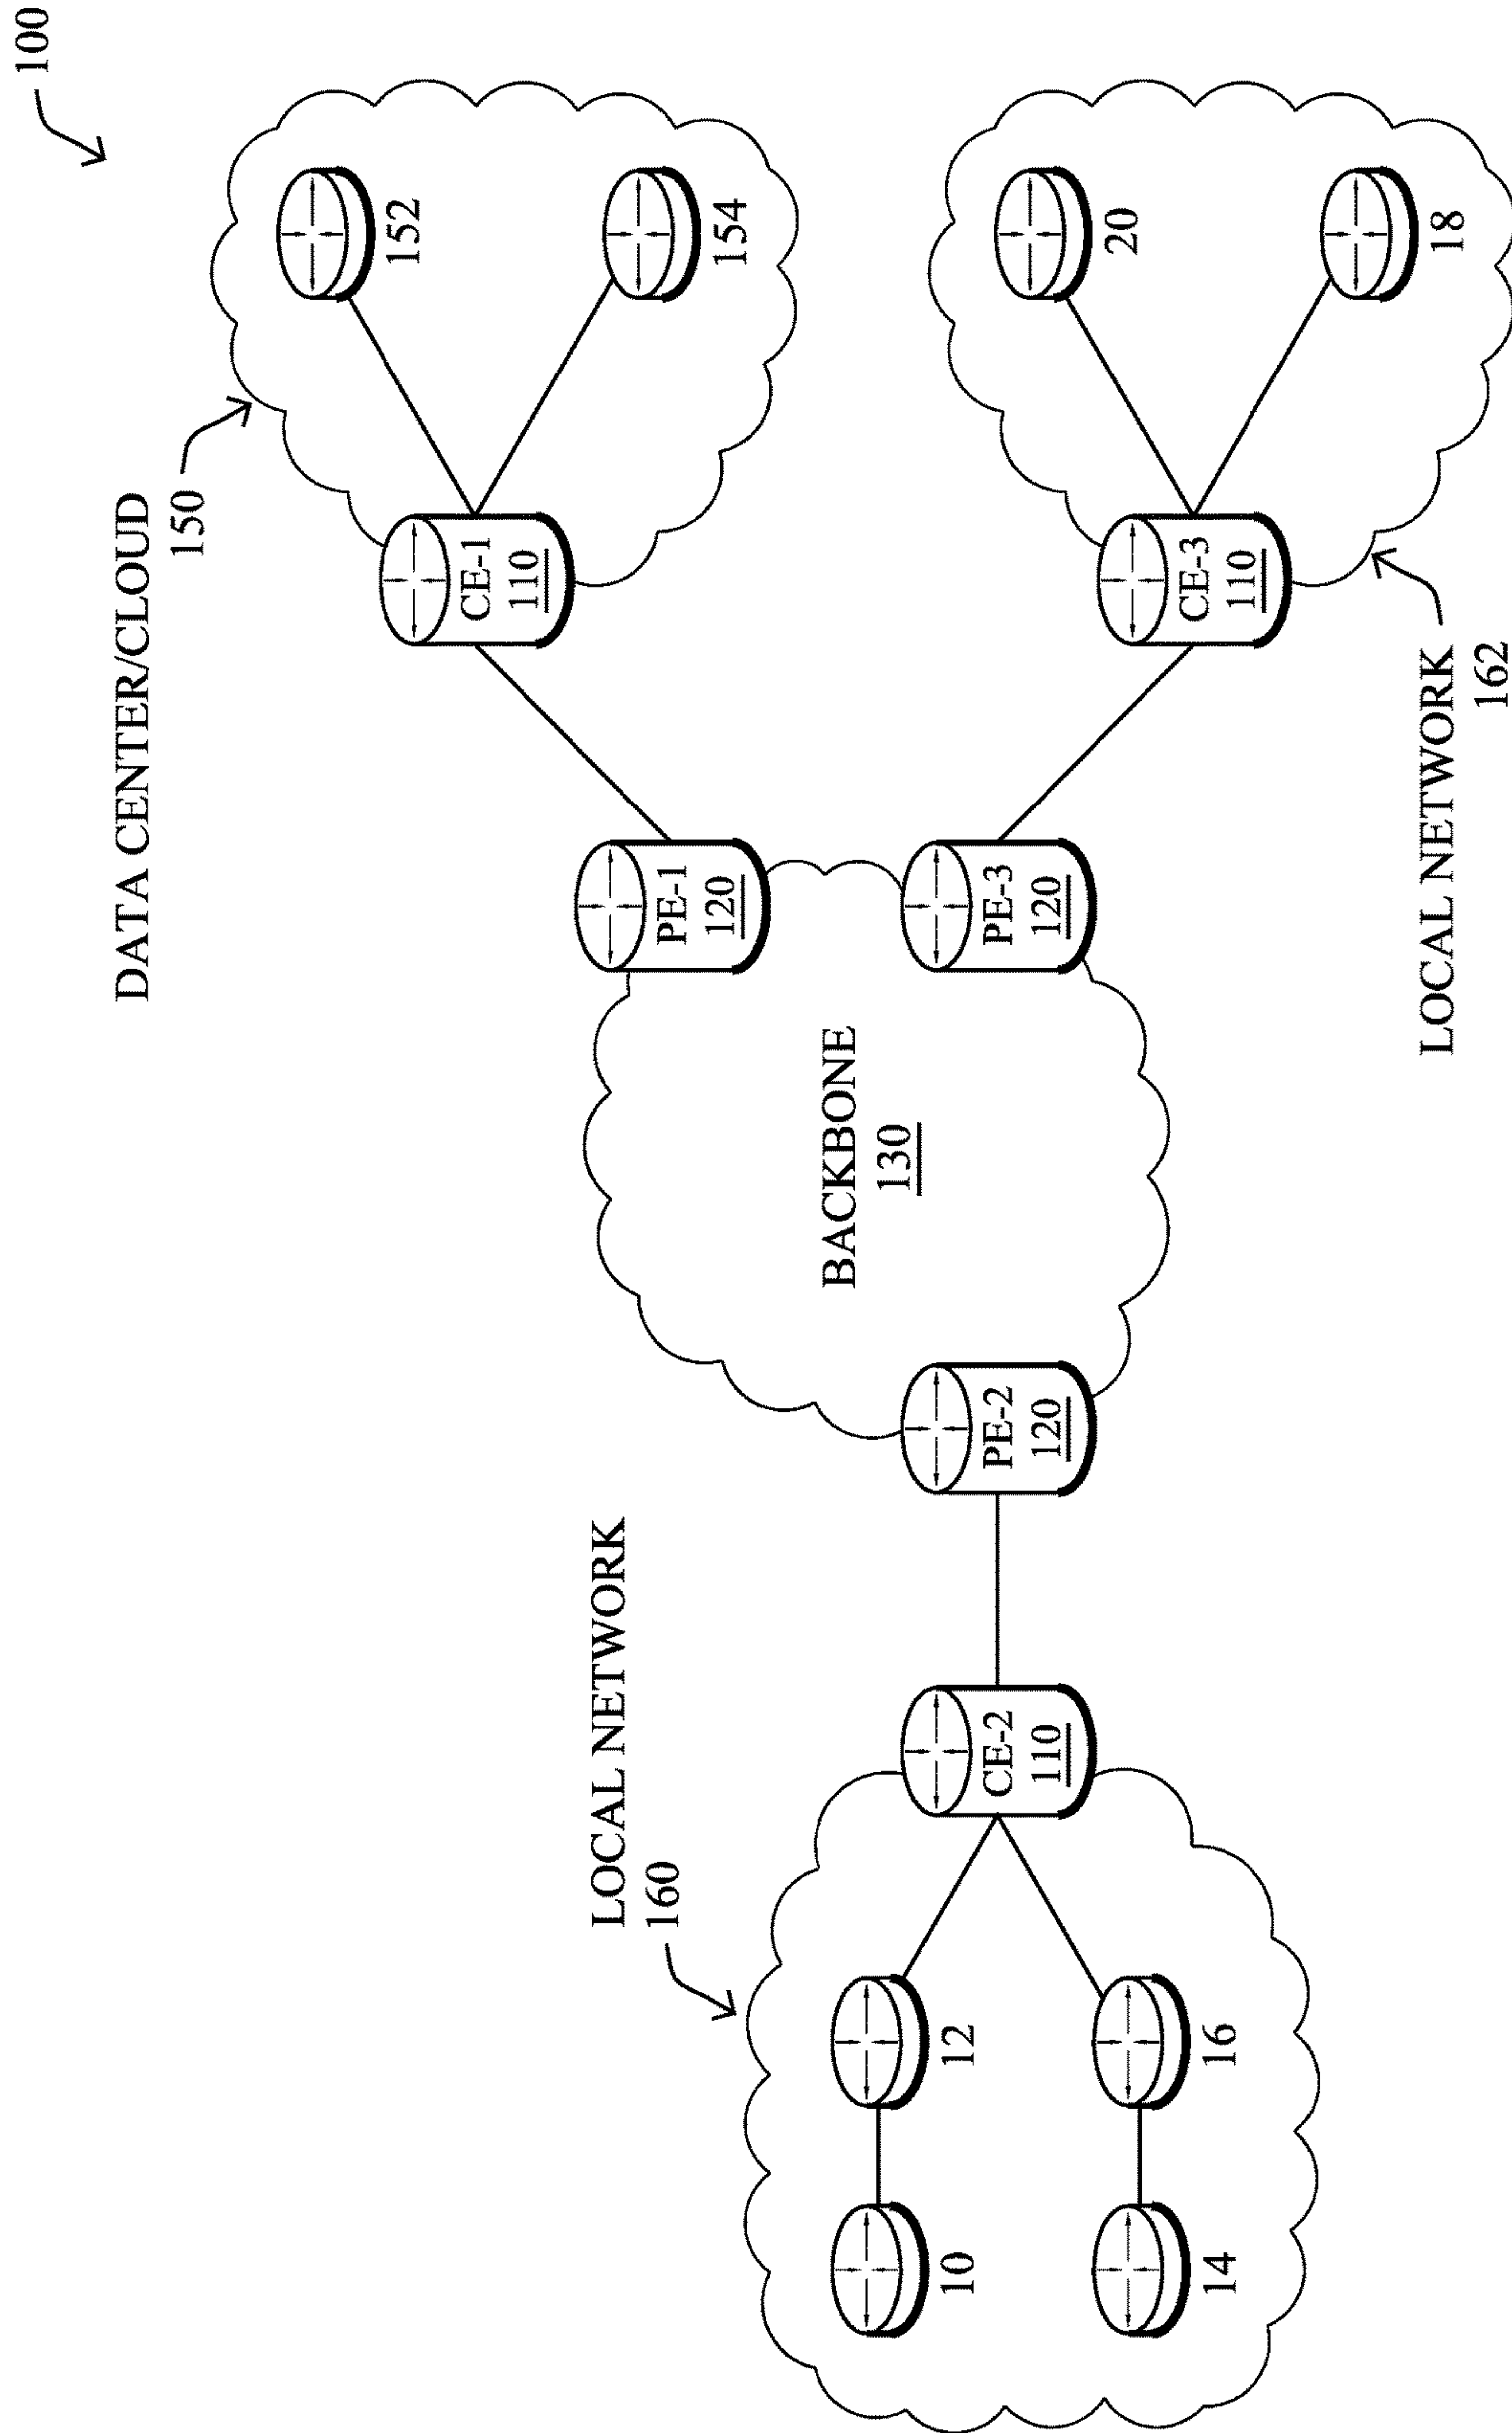 100
DATA CENTER/CLOUD
150
152
CE-1
110
LOCAL NETWORK
160
PE-1
120
154
BACKBONE
130
10
12
CE-2
110
PE-2
120
PE-3
120
20
CE-3
110
14
16
LOCAL NETWORK
162
18